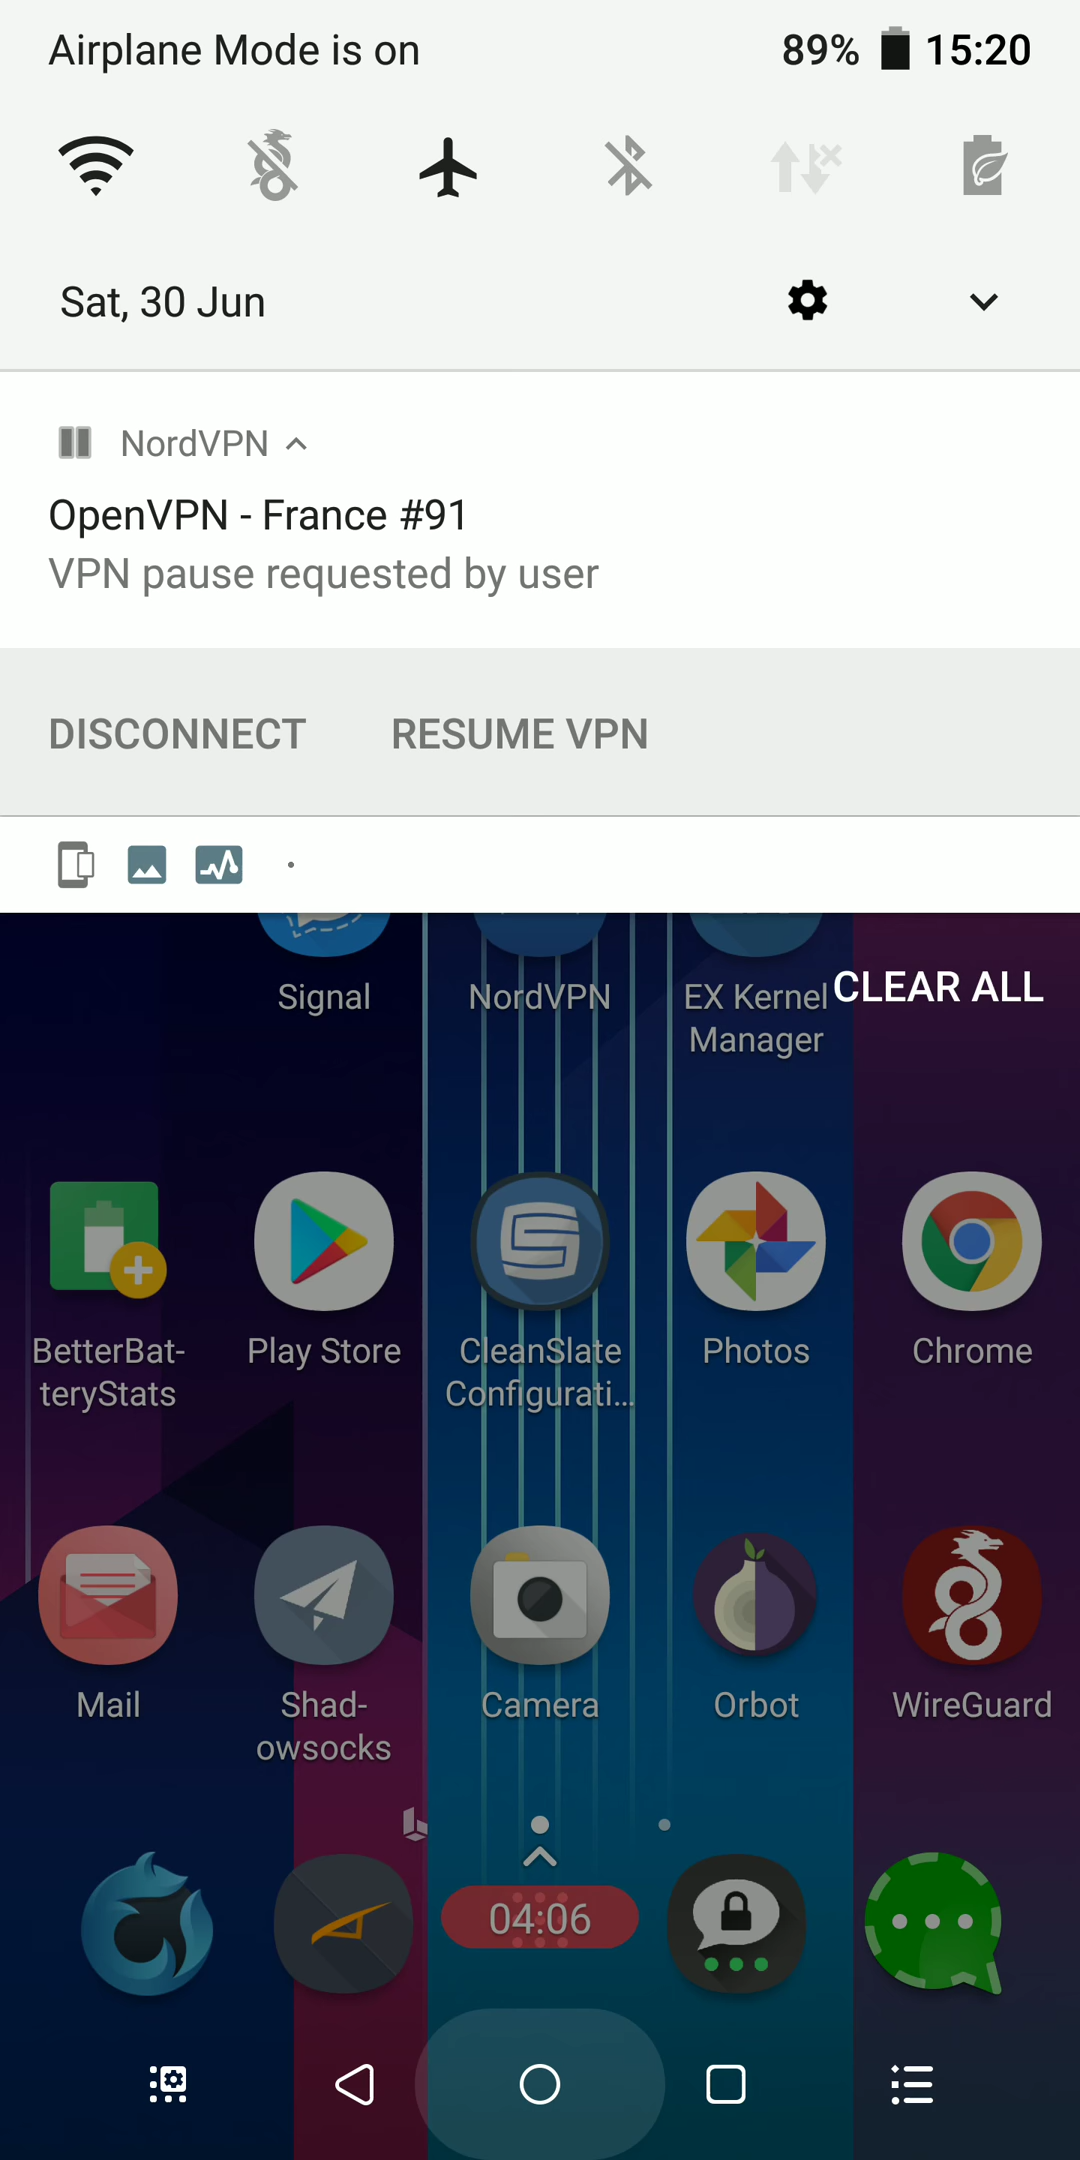 Airplane Mode is on 89% 15:20
Sat, 30 Jun
NordVPN
OpenVPN - France #91
VPN pause requested by user
DISCONNECT RESUME VPN
CLEAR ALL
Signal NordVPN EX Kernel
Manager
BetterBat- Play Store CleanSlate Photos Chrome
teryStats Configurati...
Mail Shad- Camera Orbot WireGuard
owsocks
04:06